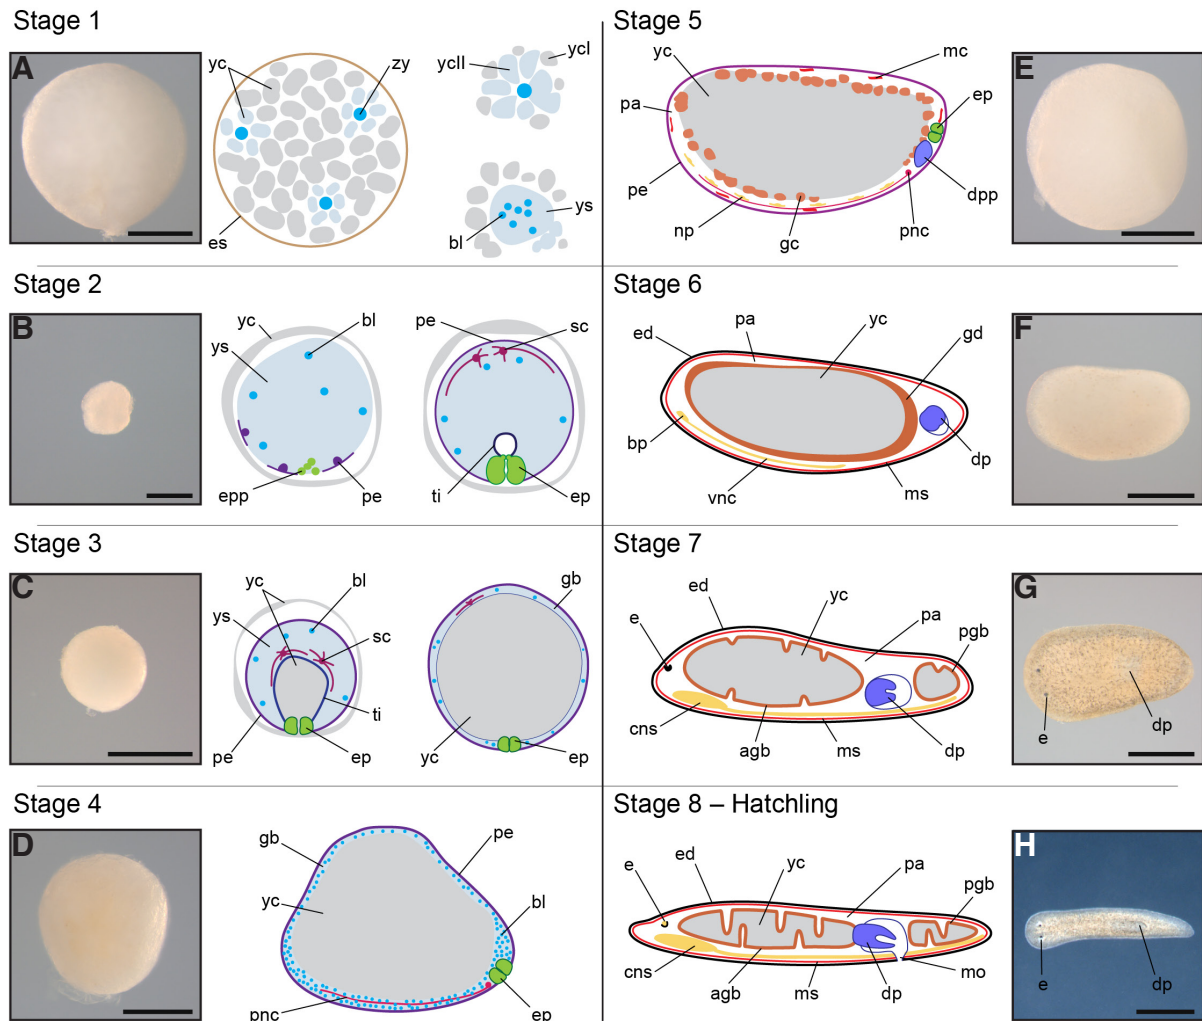 Stage 1
A
yc
zy
ycII
ycI
es
bl
ys
Stage 2
B
yc
bl
ys
epp
pe
pe
sc
ti
ep
Stage 3
C
yc
bl
ys
sc
ti
pe
ep
gb
yc
ep
Stage 4
D
gb
pe
yc
bl
pnc
ep
Stage 5
yc
mc
ep
pa
pe
dpp
np
gc
pnc
E
Stage 6
ed
pa
yc
gd
bp
dp
vnc
ms
F
Stage 7
ed
yc
e
pa
pgb
cns
agb
ms
dp
G
e
dp
Stage 8 – Hatchling
e
ed
yc
pa
pgb
cns
agb
ms
dp
mo
H
e
dp